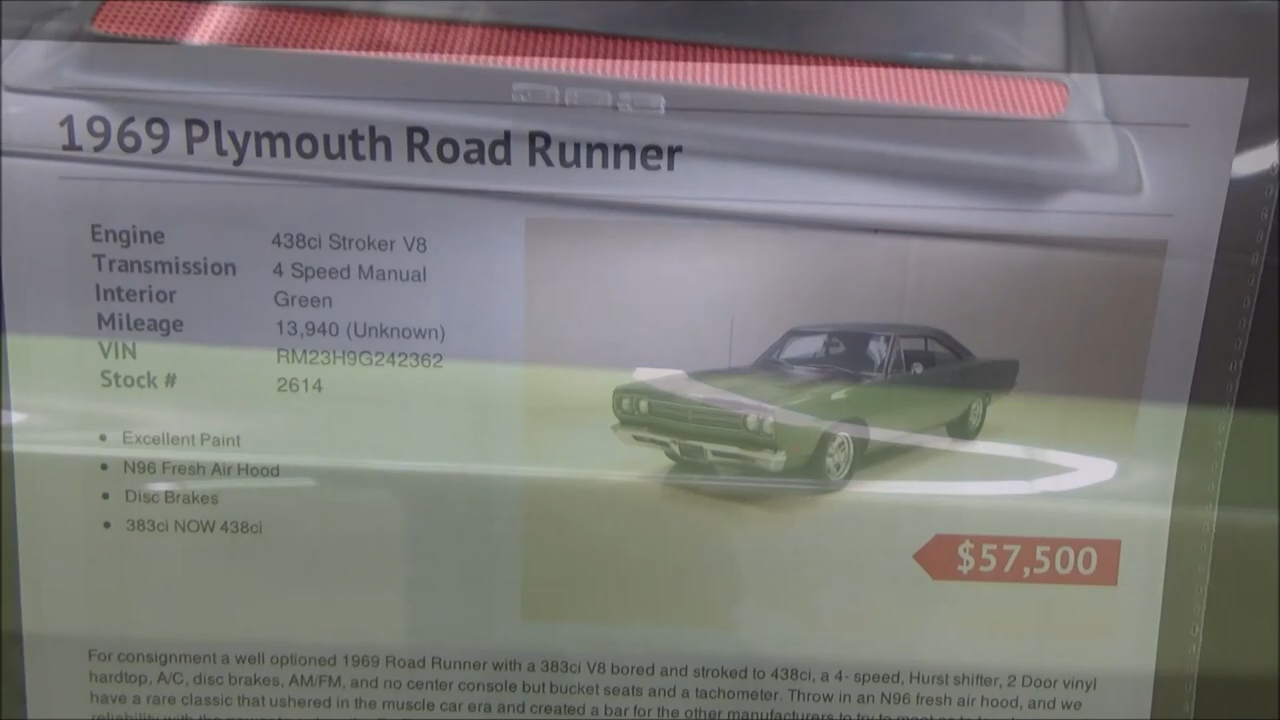 1969 Plymouth Road Runner
Engine 438ci Stroker V8
Transmission 4 Speed Manual
Interior Green
Mileage 13,940 (Unknown)
VIN RM23H9G242362
Stock # 2614
• Excellent Paint
• N96 Fresh Air Hood
• Disc Brakes
• 383ci NOW 438ci
$57,500
For consignment a well optioned 1969 Road Runner with a 383ci V8 bored and stroked to 438ci, a 4- speed, Hurst shifter, 2 Door vinyl
hardtop, A/C, disc brakes, AM/FM, and no center console but bucket seats and a tachometer. Throw in an N96 fresh air hood, and we
have a rare classic that ushered in the muscle car era and created a bar for the other manufacturers to try to